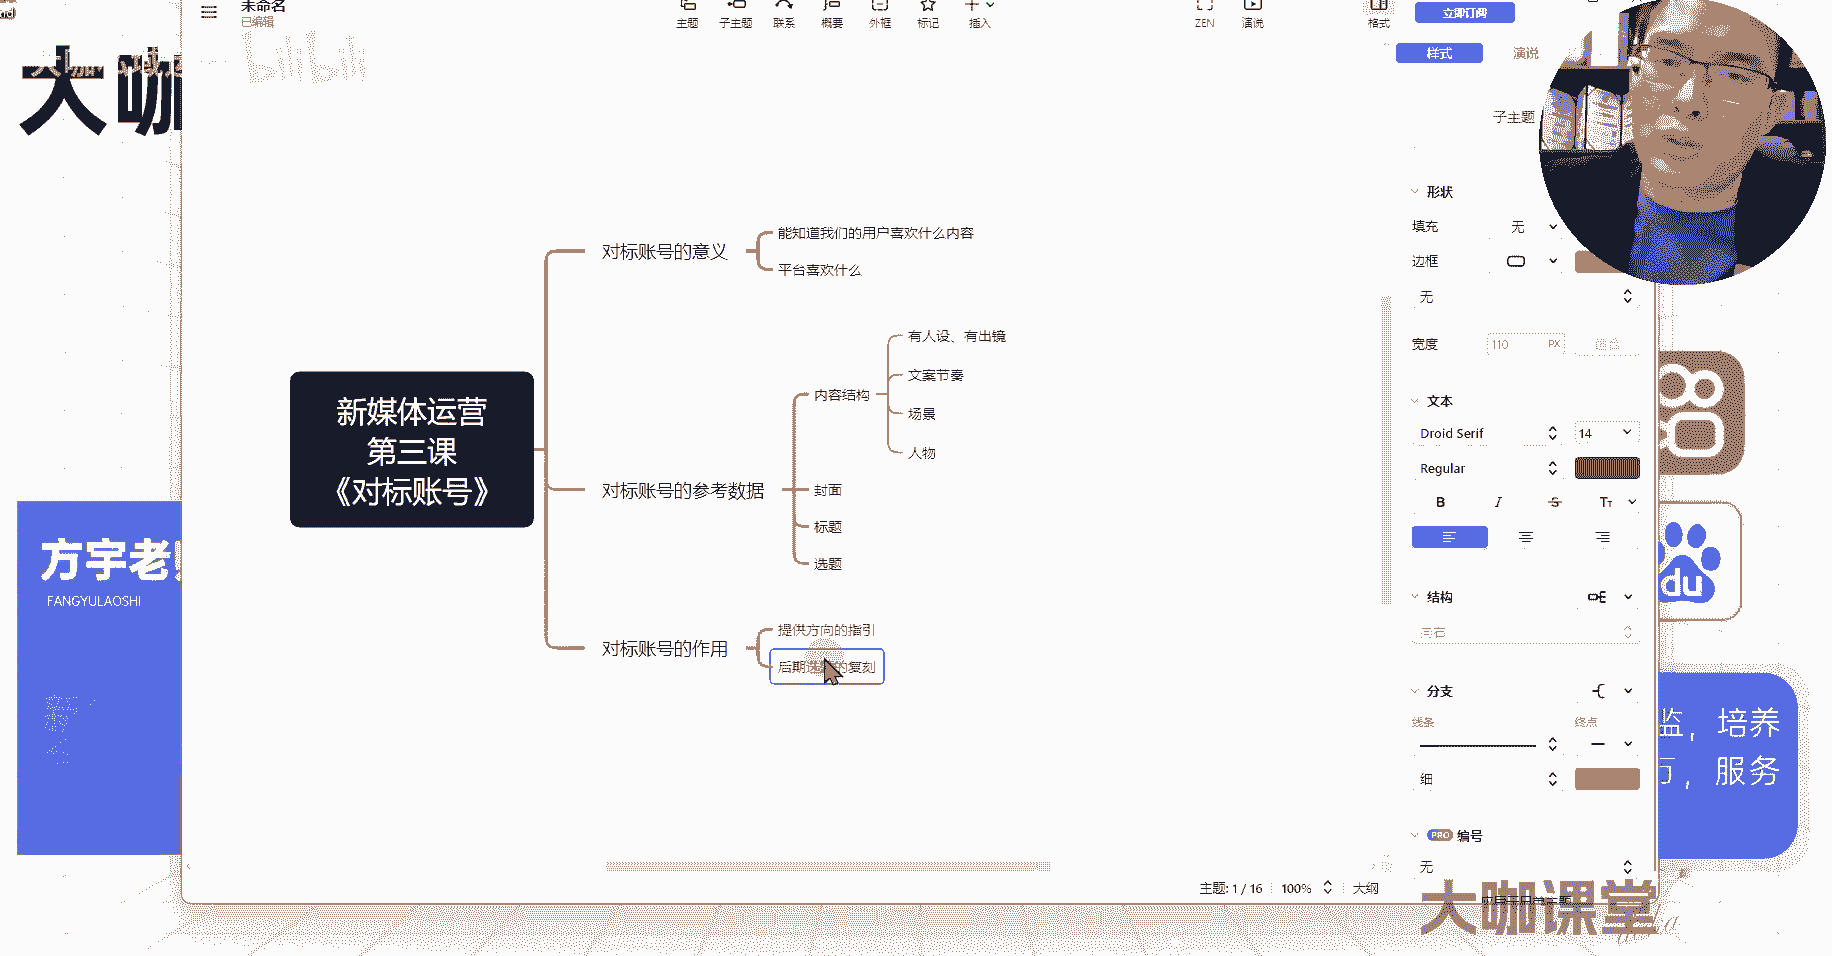 未命名
已编辑
主题
子主题
联系
概要
外框
标记
插入
ZEN
演说
格式
立即订阅
bilibili
样式
演说
大咖
子主题
形状
填充
无
边框
无
宽度
110
PX
文本
Droid Serif
14
Regular
B
I
S
TT
结构
分支
线条
终点
细
PRO
编号
无
新媒体运营
第三课
《对标账号》
对标账号的意义
能知道我们的用户喜欢什么内容
平台喜欢什么
对标账号的参考数据
内容结构
有人设、有出镜
文案节奏
场景
人物
封面
标题
选题
对标账号的作用
提供方向的指引
后期选题的复刻
方宇老
FANGYULAOSHI
du
监，培养
万，服务
主题: 1 / 16
100%
大纲
大咖课堂